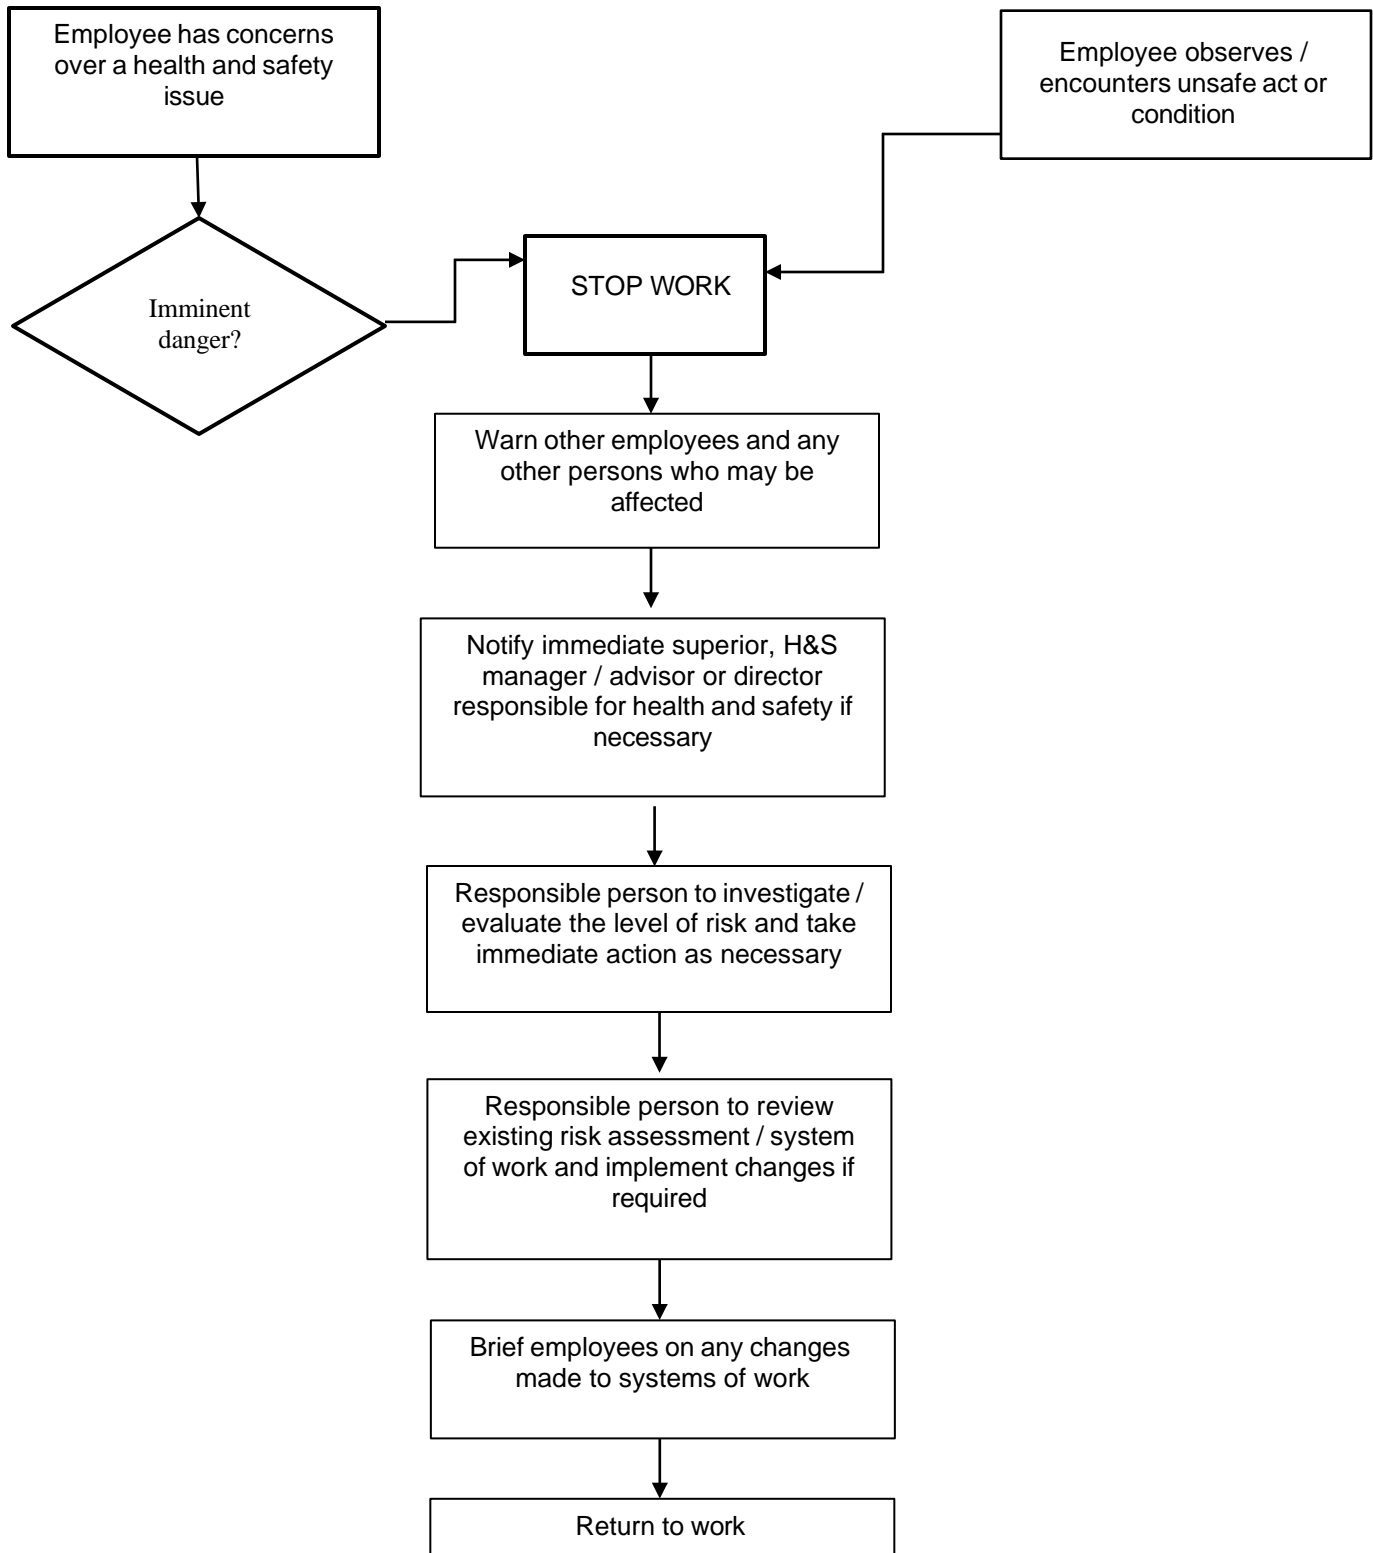 Employee has concerns
over a health and safety
issue
Employee observes /
encounters unsafe act or
condition
Imminent
danger?
STOP WORK
Warn other employees and any
other persons who may be
affected
Notify immediate superior, H&S
manager / advisor or director
responsible for health and safety if
necessary
Responsible person to investigate /
evaluate the level of risk and take
immediate action as necessary
Responsible person to review
existing risk assessment / system
of work and implement changes if
required
Brief employees on any changes
made to systems of work
Return to work